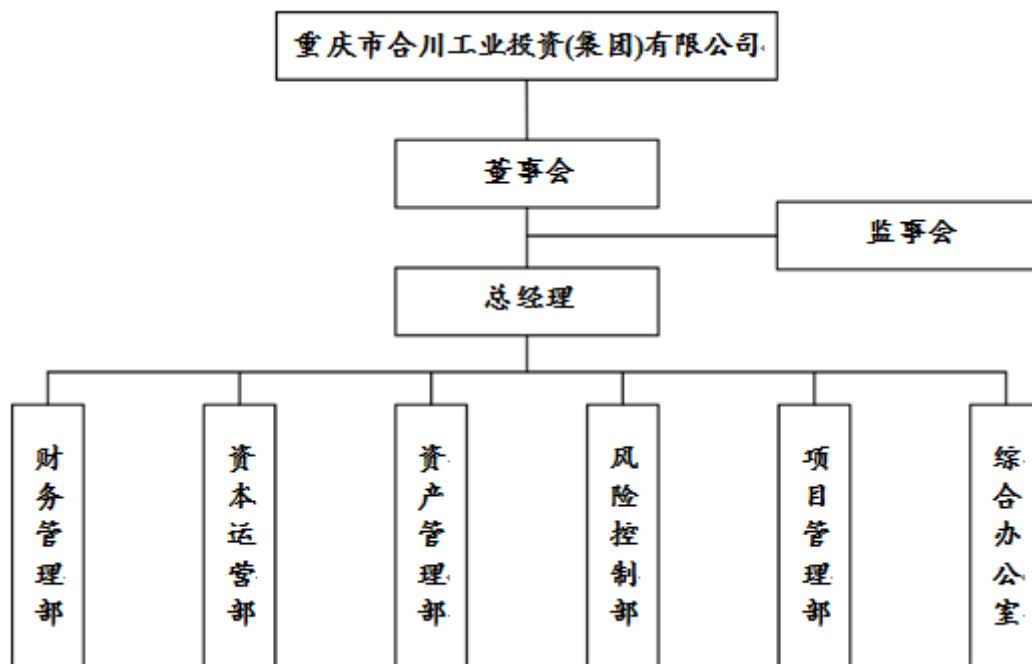 重庆市合川工业投资(集团)有限公司
董事会
监事会
总经理
财务管理部
资本运营部
资产管理部
风险控制部
项目管理部
综合办公室